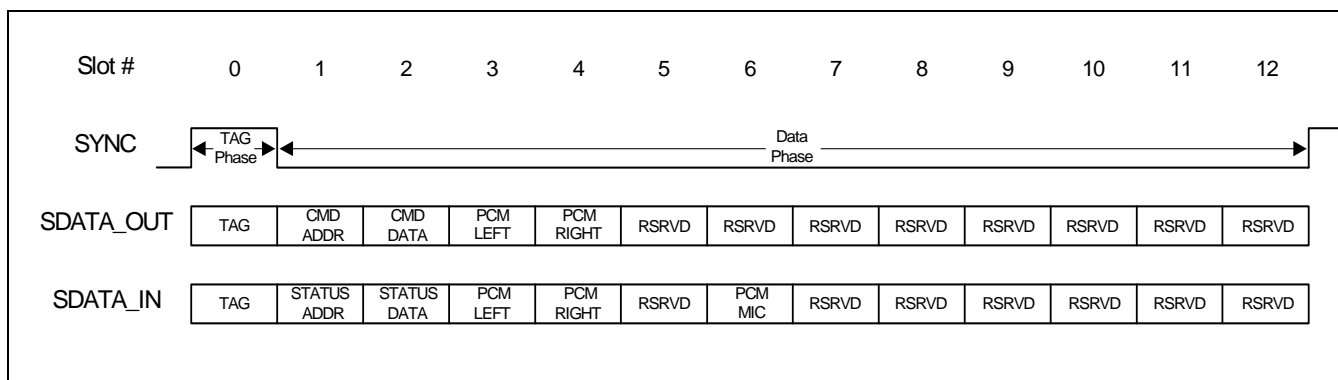 Slot # 0 1 2 3 4 5 6 7 8 9 10 11 12
SYNC TAG Phase Data Phase
SDATA_OUT TAG CMD ADDR CMD DATA PCM LEFT PCM RIGHT RSRVD RSRVD RSRVD RSRVD RSRVD RSRVD RSRVD RSRVD
SDATA_IN TAG STATUS ADDR STATUS DATA PCM LEFT PCM RIGHT RSRVD PCM MIC RSRVD RSRVD RSRVD RSRVD RSRVD RSRVD